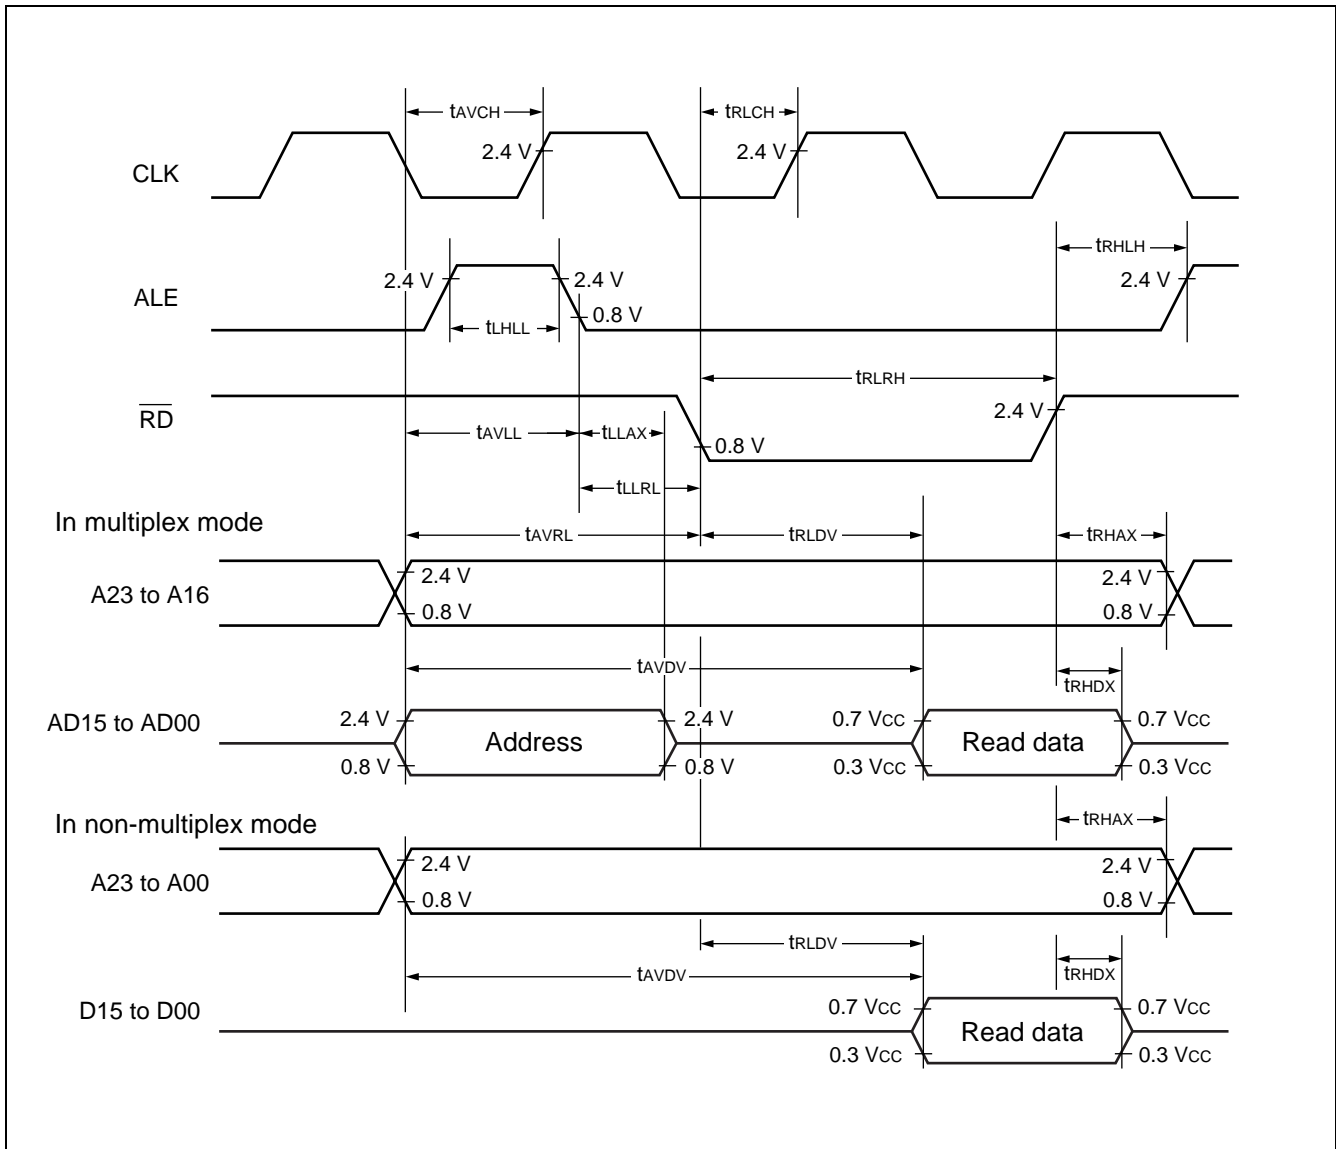 tAVCH
tRLCH
CLK
2.4 V
2.4 V
tRHLH
ALE
2.4 V
2.4 V
2.4 V
0.8 V
tLHLL
tRLRH
RD
2.4 V
tAVLL
tLLAX
0.8 V
tLLRL
In multiplex mode
tAVRL
tRLDV
tRHAX
A23 to A16
2.4 V
2.4 V
0.8 V
0.8 V
tAVDV
tRHDX
AD15 to AD00
2.4 V
Address
2.4 V
0.7 VCC
Read data
0.7 VCC
0.8 V
0.8 V
0.3 VCC
0.3 VCC
In non-multiplex mode
tRHAX
A23 to A00
2.4 V
2.4 V
0.8 V
0.8 V
tRLDV
tAVDV
tRHDX
D15 to D00
0.7 VCC
Read data
0.7 VCC
0.3 VCC
0.3 VCC